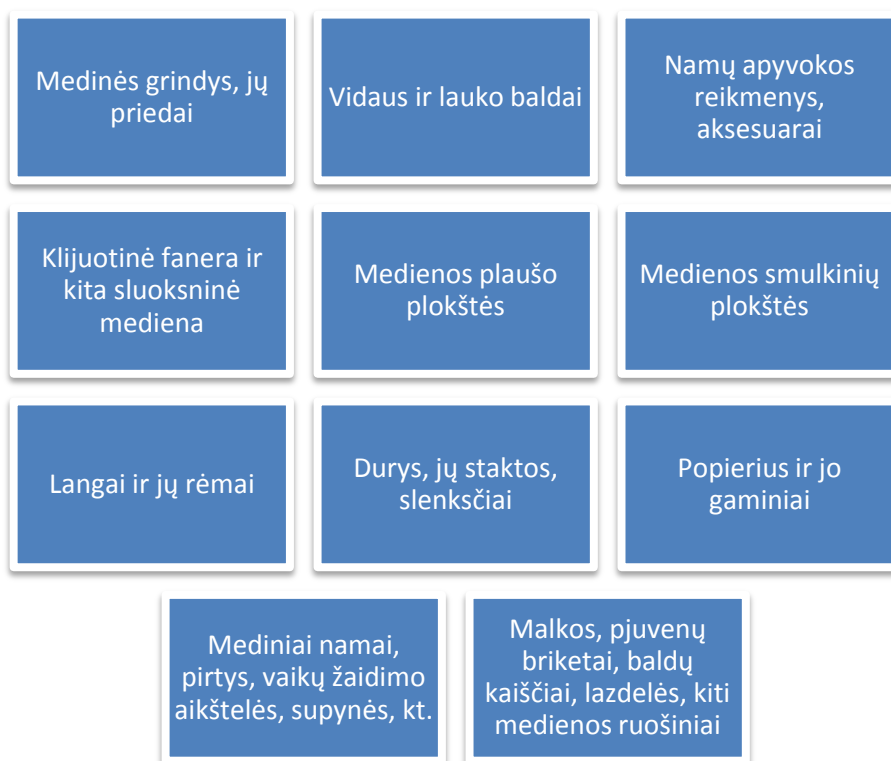 Medinės grindys, jų
priedai
Vidaus ir lauko baldai
Namų apyvokos
reikmenys,
aksesuarai
Klijuotinė fanera ir
kita sluoksninė
mediena
Medienos plaušo
plokštės
Medienos smulkinių
plokštės
Langai ir jų rėmai
Durys, jų staktos,
slenksčiai
Popierius ir jo
gaminiai
Mediniai namai,
pirtys, vaikų žaidimo
aikštelės, supynės, kt.
Malkos, pjuvenų
briketai, baldų
kaiščiai, lazdelės, kiti
medienos ruošiniai